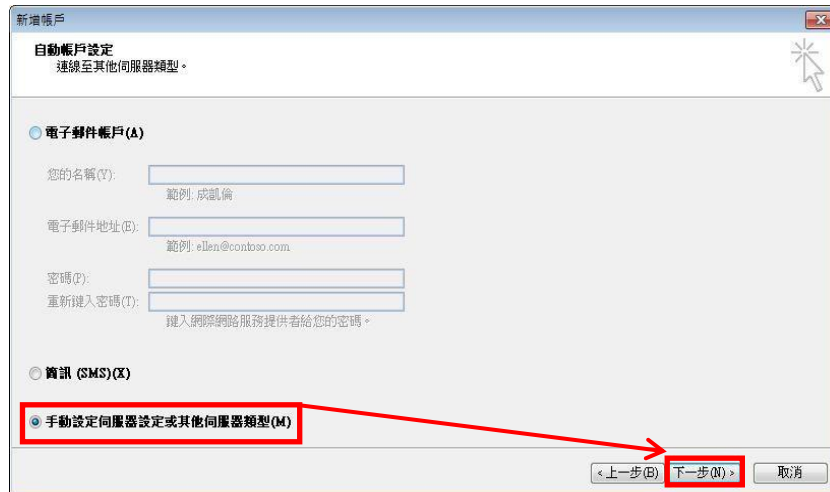 新增帳戶
自動帳戶設定
連線至其他伺服器類型。
電子郵件帳戶(A)
您的名稱(Y):
範例: 成凱倫
電子郵件地址(E):
範例: ellen@contoso.com
密碼(P):
重新鍵入密碼(T):
鍵入網際網路服務提供者給您的密碼。
簡訊 (SMS)(X)
手動設定伺服器設定或其他伺服器類型(M)
<上一步(B) 下一步(N)> 取消